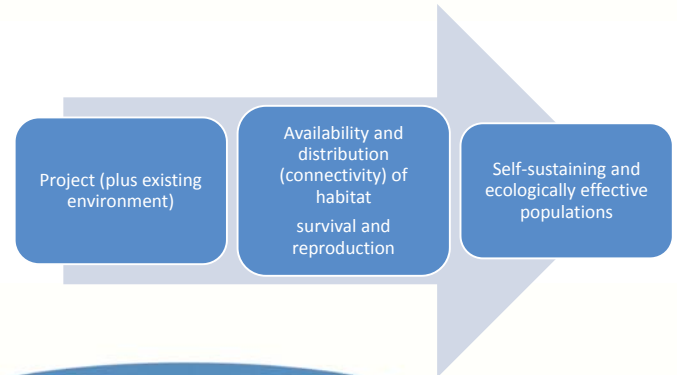 Project (plus existing
environment)
Availability and
distribution
(connectivity) of
habitat
survival and
reproduction
Self-sustaining and
ecologically effective
populations